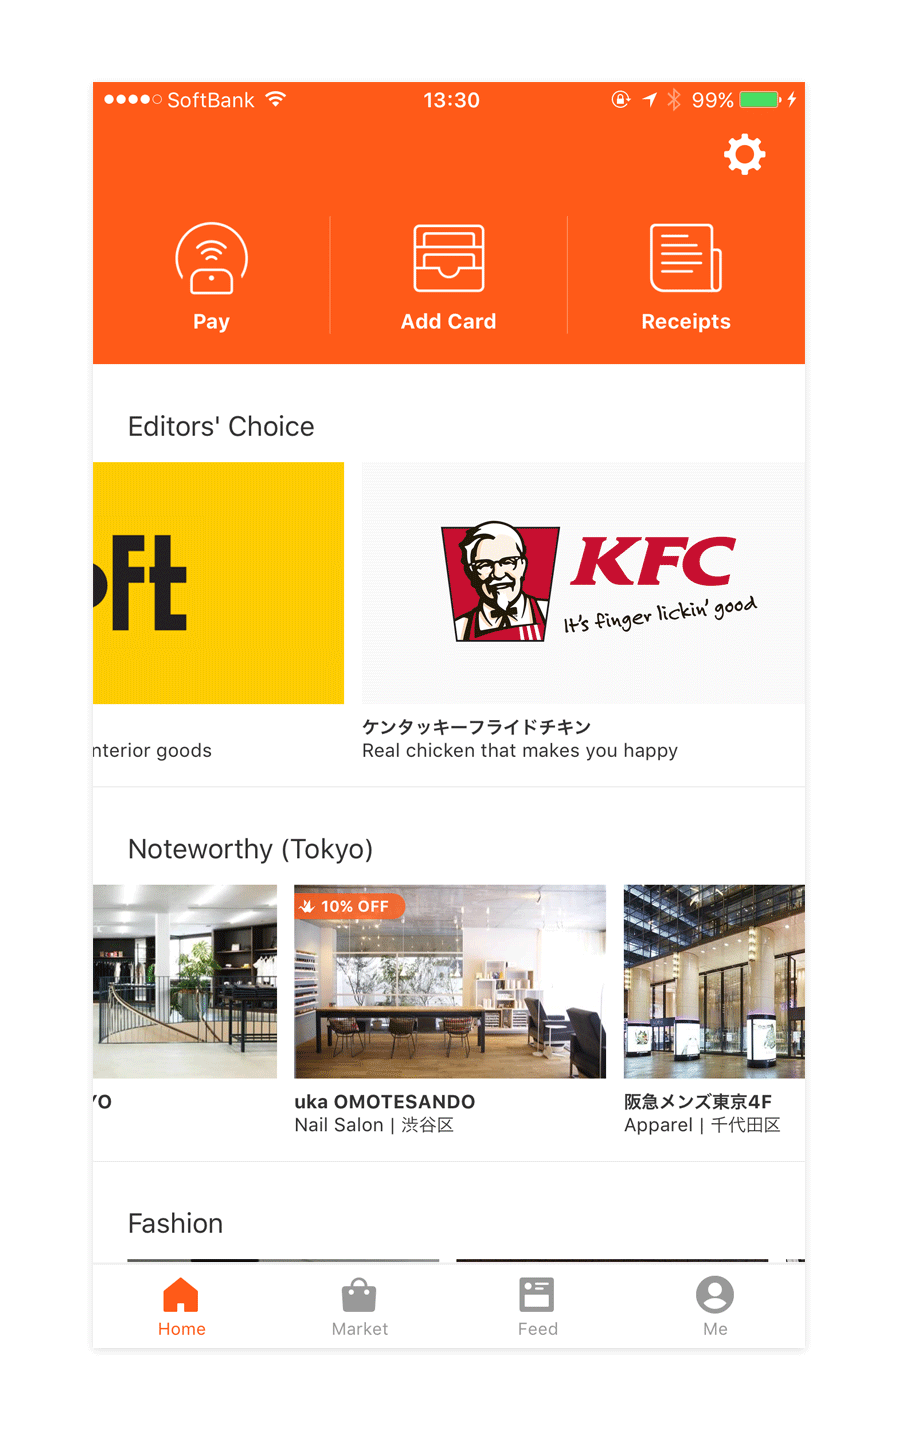 SoftBank 13:30 99%
Pay Add Card Receipts
Editors' Choice
oft
KFC
It's finger lickin' good
ケンタッキーフライドチキン
nterior goods
Real chicken that makes you happy
Noteworthy (Tokyo)
10% OFF
YO
uka OMOTESANDO
阪急メンズ東京4F
Nail Salon | 渋谷区
Apparel | 千代田区
Fashion
Home Market Feed Me